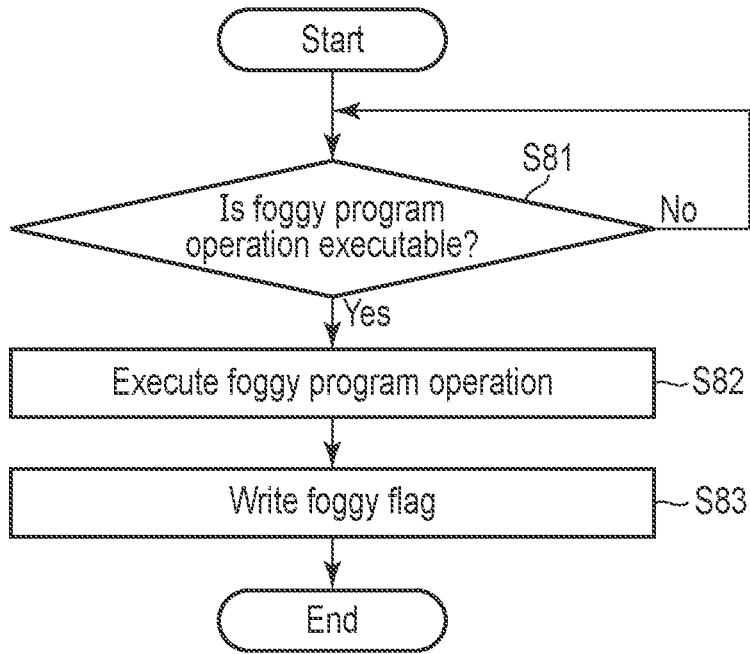 Start
S81
Is foggy program
operation executable?
No
Yes
Execute foggy program operation
S82
Write foggy flag
S83
End